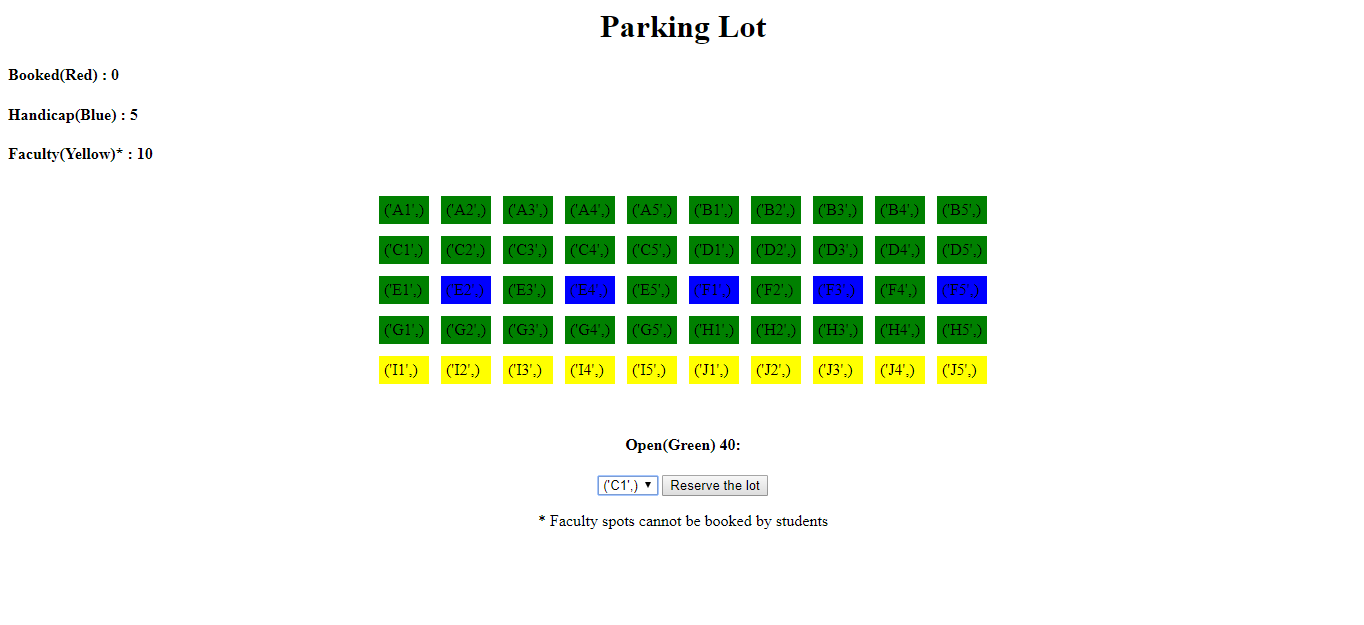 Parking Lot
Booked(Red) : 0
Handicap(Blue) : 5
Faculty(Yellow)* : 10
('A1',) ('A2',) ('A3',) ('A4',) ('A5',) ('B1',) ('B2',) ('B3',) ('B4',) ('B5',)
('C1',) ('C2',) ('C3',) ('C4',) ('C5',) ('D1',) ('D2',) ('D3',) ('D4',) ('D5',)
('E1',) ('E2',) ('E3',) ('E4',) ('E5',) ('F1',) ('F2',) ('F3',) ('F4',) ('F5',)
('G1',) ('G2',) ('G3',) ('G4',) ('G5',) ('H1',) ('H2',) ('H3',) ('H4',) ('H5',)
('I1',) ('I2',) ('I3',) ('I4',) ('I5',) ('J1',) ('J2',) ('J3',) ('J4',) ('J5',)
Open(Green) 40:
('C1',) Reserve the lot
* Faculty spots cannot be booked by students